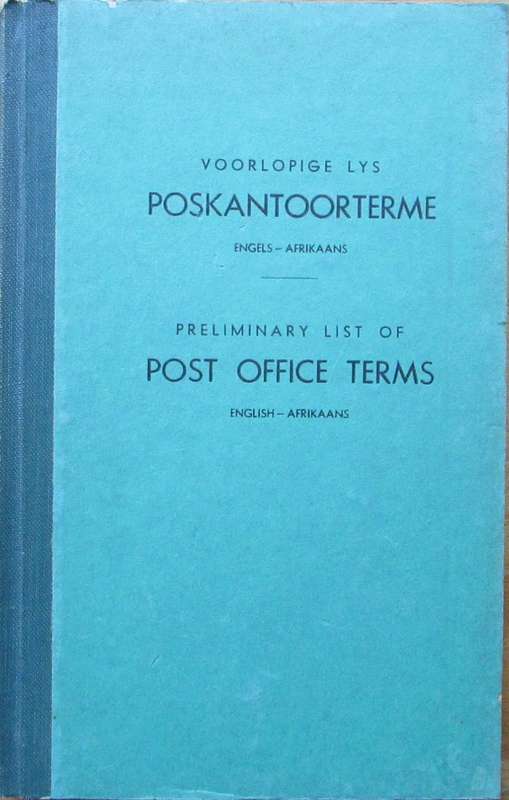 VOORLOPIGE LYS
POSKANTOORTERME
ENGELS – AFRIKAANS
PRELIMINARY LIST OF
POST OFFICE TERMS
ENGLISH – AFRIKAANS